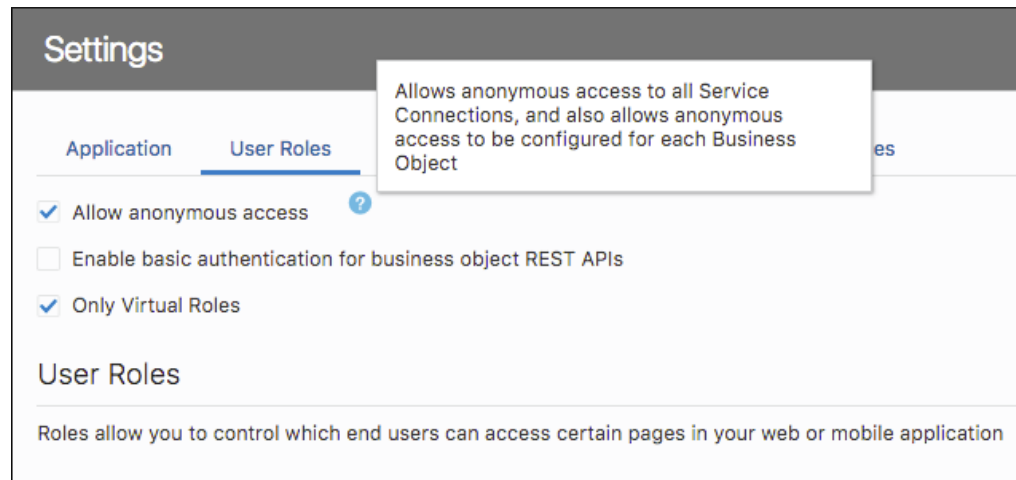 Settings
Allows anonymous access to all Service
Connections, and also allows anonymous
access to be configured for each Business
Object
Application
User Roles
es
Allow anonymous access
?
Enable basic authentication for business object REST APIs
Only Virtual Roles
User Roles
Roles allow you to control which end users can access certain pages in your web or mobile application